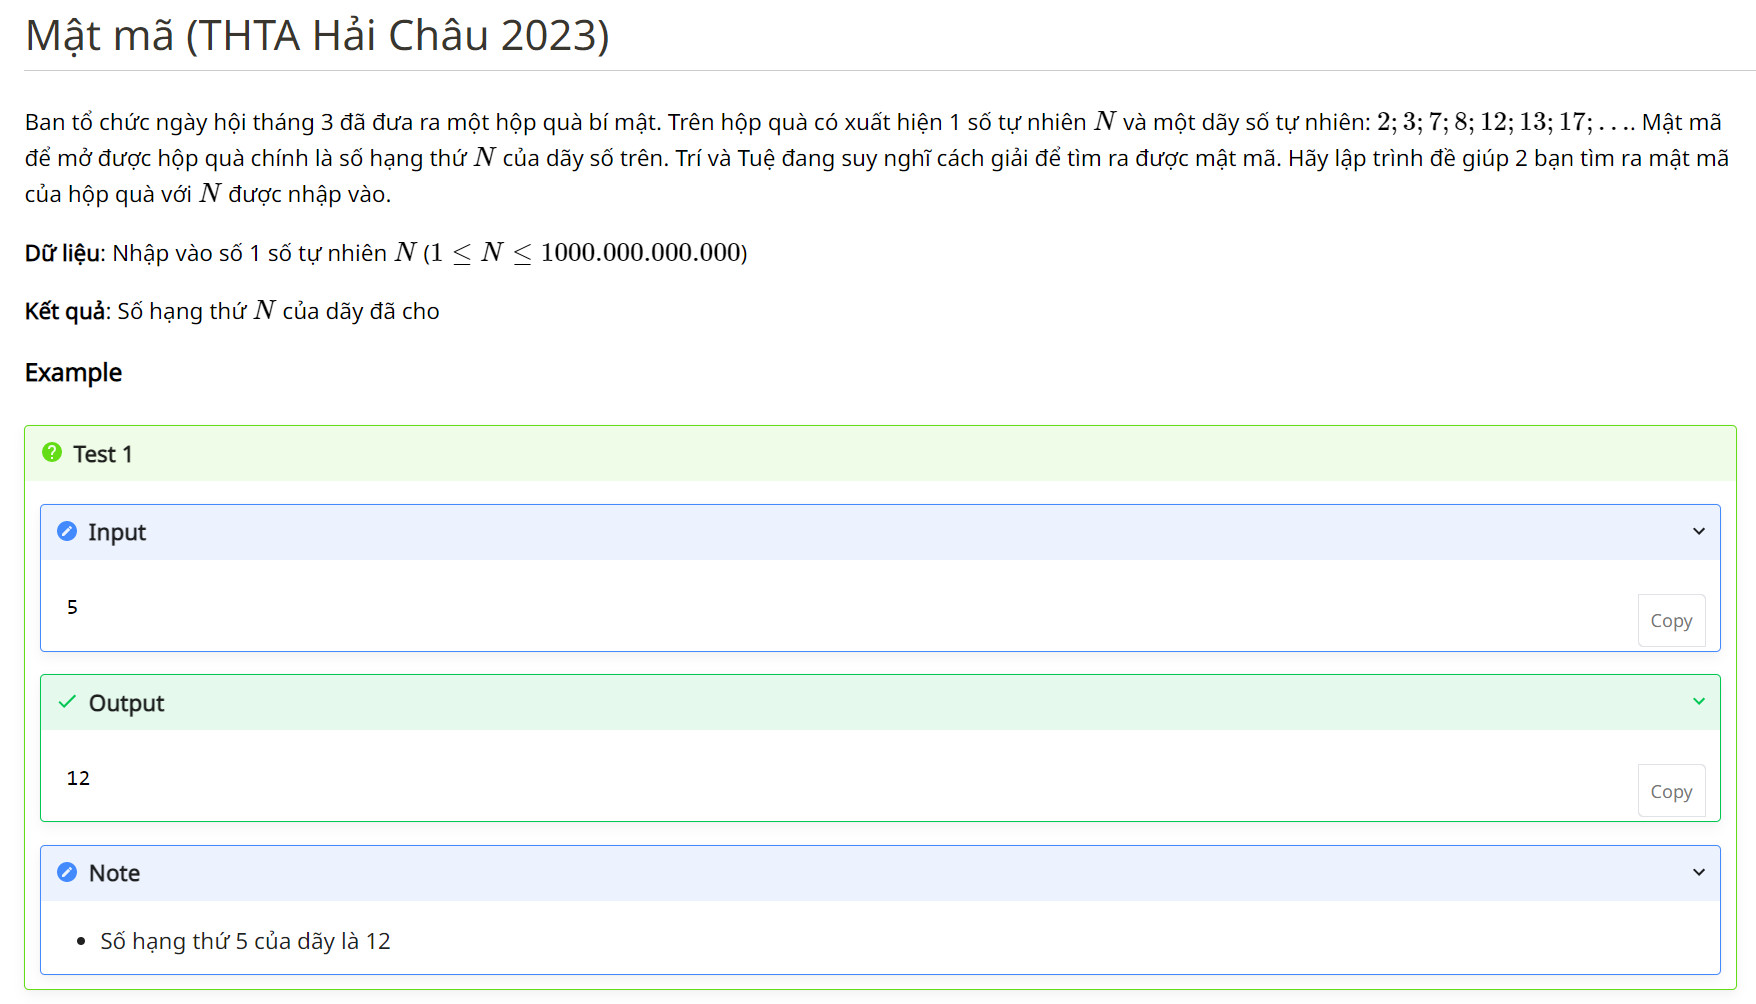 Mật mã (THTA Hải Châu 2023)
Ban tổ chức ngày hội tháng 3 đã đưa ra một hộp quà bí mật. Trên hộp quà có xuất hiện 1 số tự nhiên N và một dãy số tự nhiên: 2; 3; 7; 8; 12; 13; 17; .... Mật mã
để mở được hộp quà chính là số hạng thứ N của dãy số trên. Trí và Tuệ đang suy nghĩ cách giải để tìm ra được mật mã. Hãy lập trình đề giúp 2 bạn tìm ra mật mã
của hộp quà với N được nhập vào.
Dữ liệu: Nhập vào số 1 số tự nhiên N (1 ≤ N ≤ 1000.000.000.000)
Kết quả: Số hạng thứ N của dãy đã cho
Example
Test 1
Input
5
Copy
Output
12
Copy
Note
• Số hạng thứ 5 của dãy là 12